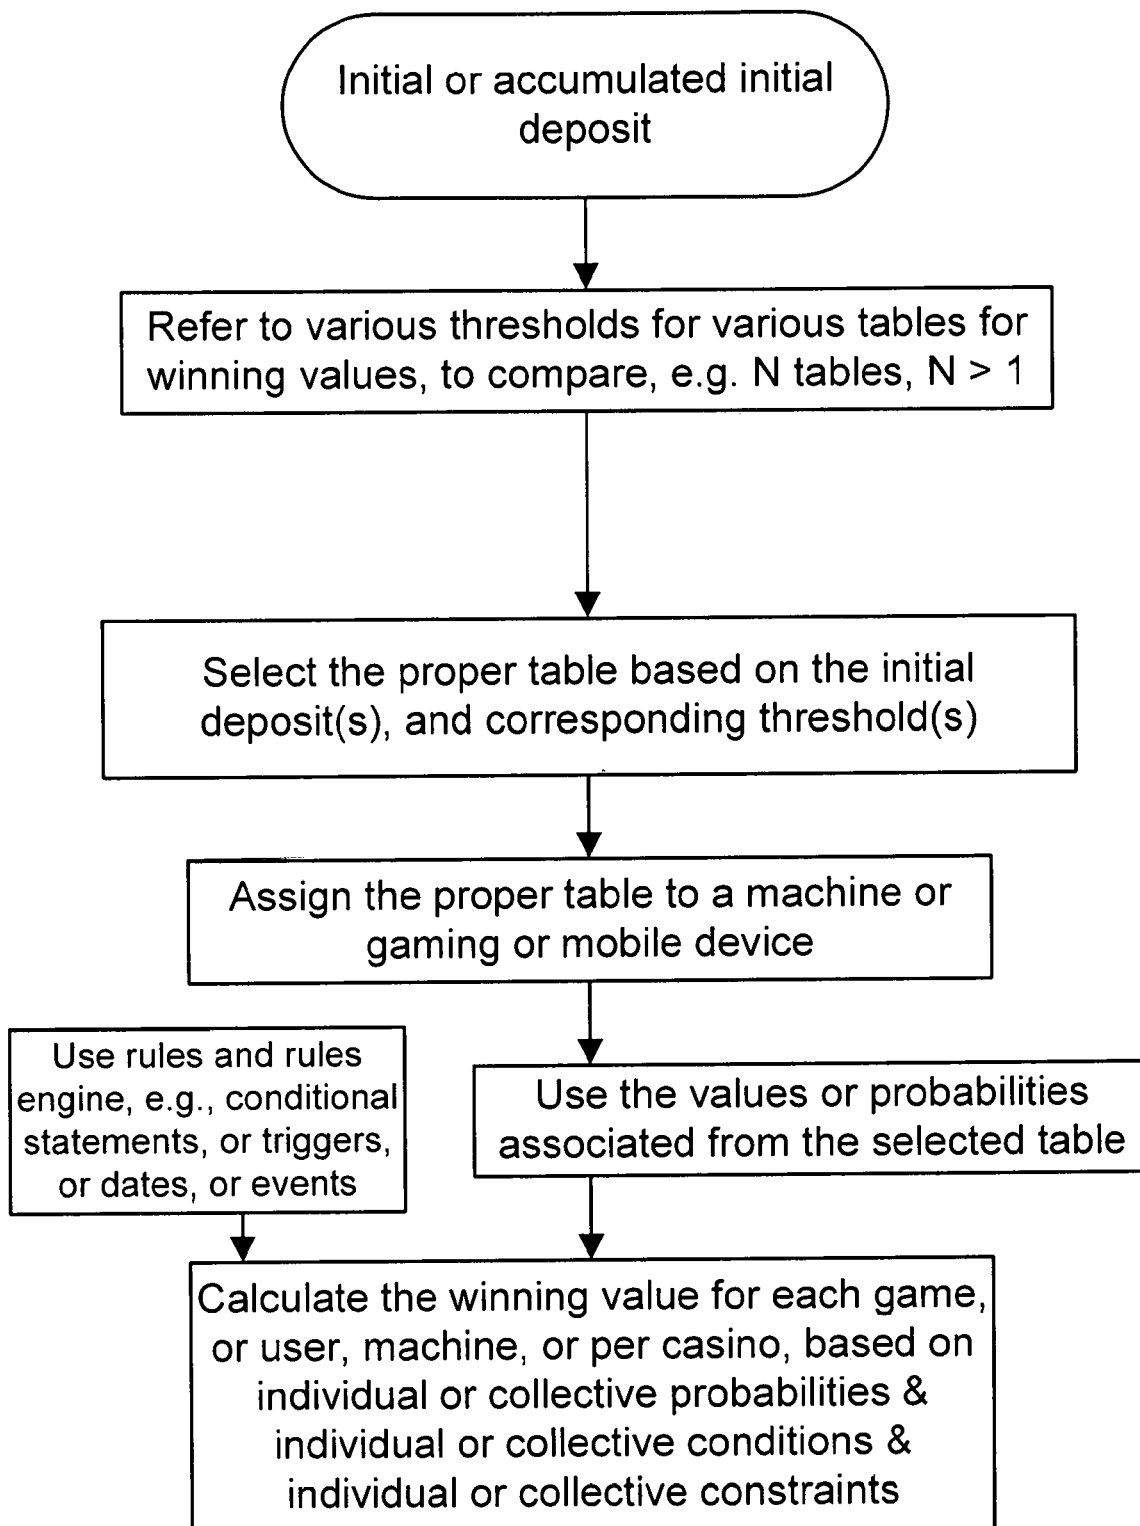 Initial or accumulated initial
deposit
Refer to various thresholds for various tables for
winning values, to compare, e.g. N tables, N > 1
Select the proper table based on the initial
deposit(s), and corresponding threshold(s)
Assign the proper table to a machine or
gaming or mobile device
Use rules and rules
engine, e.g., conditional
statements, or triggers,
or dates, or events
Use the values or probabilities
associated from the selected table
Calculate the winning value for each game,
or user, machine, or per casino, based on
individual or collective probabilities &
individual or collective conditions &
individual or collective constraints